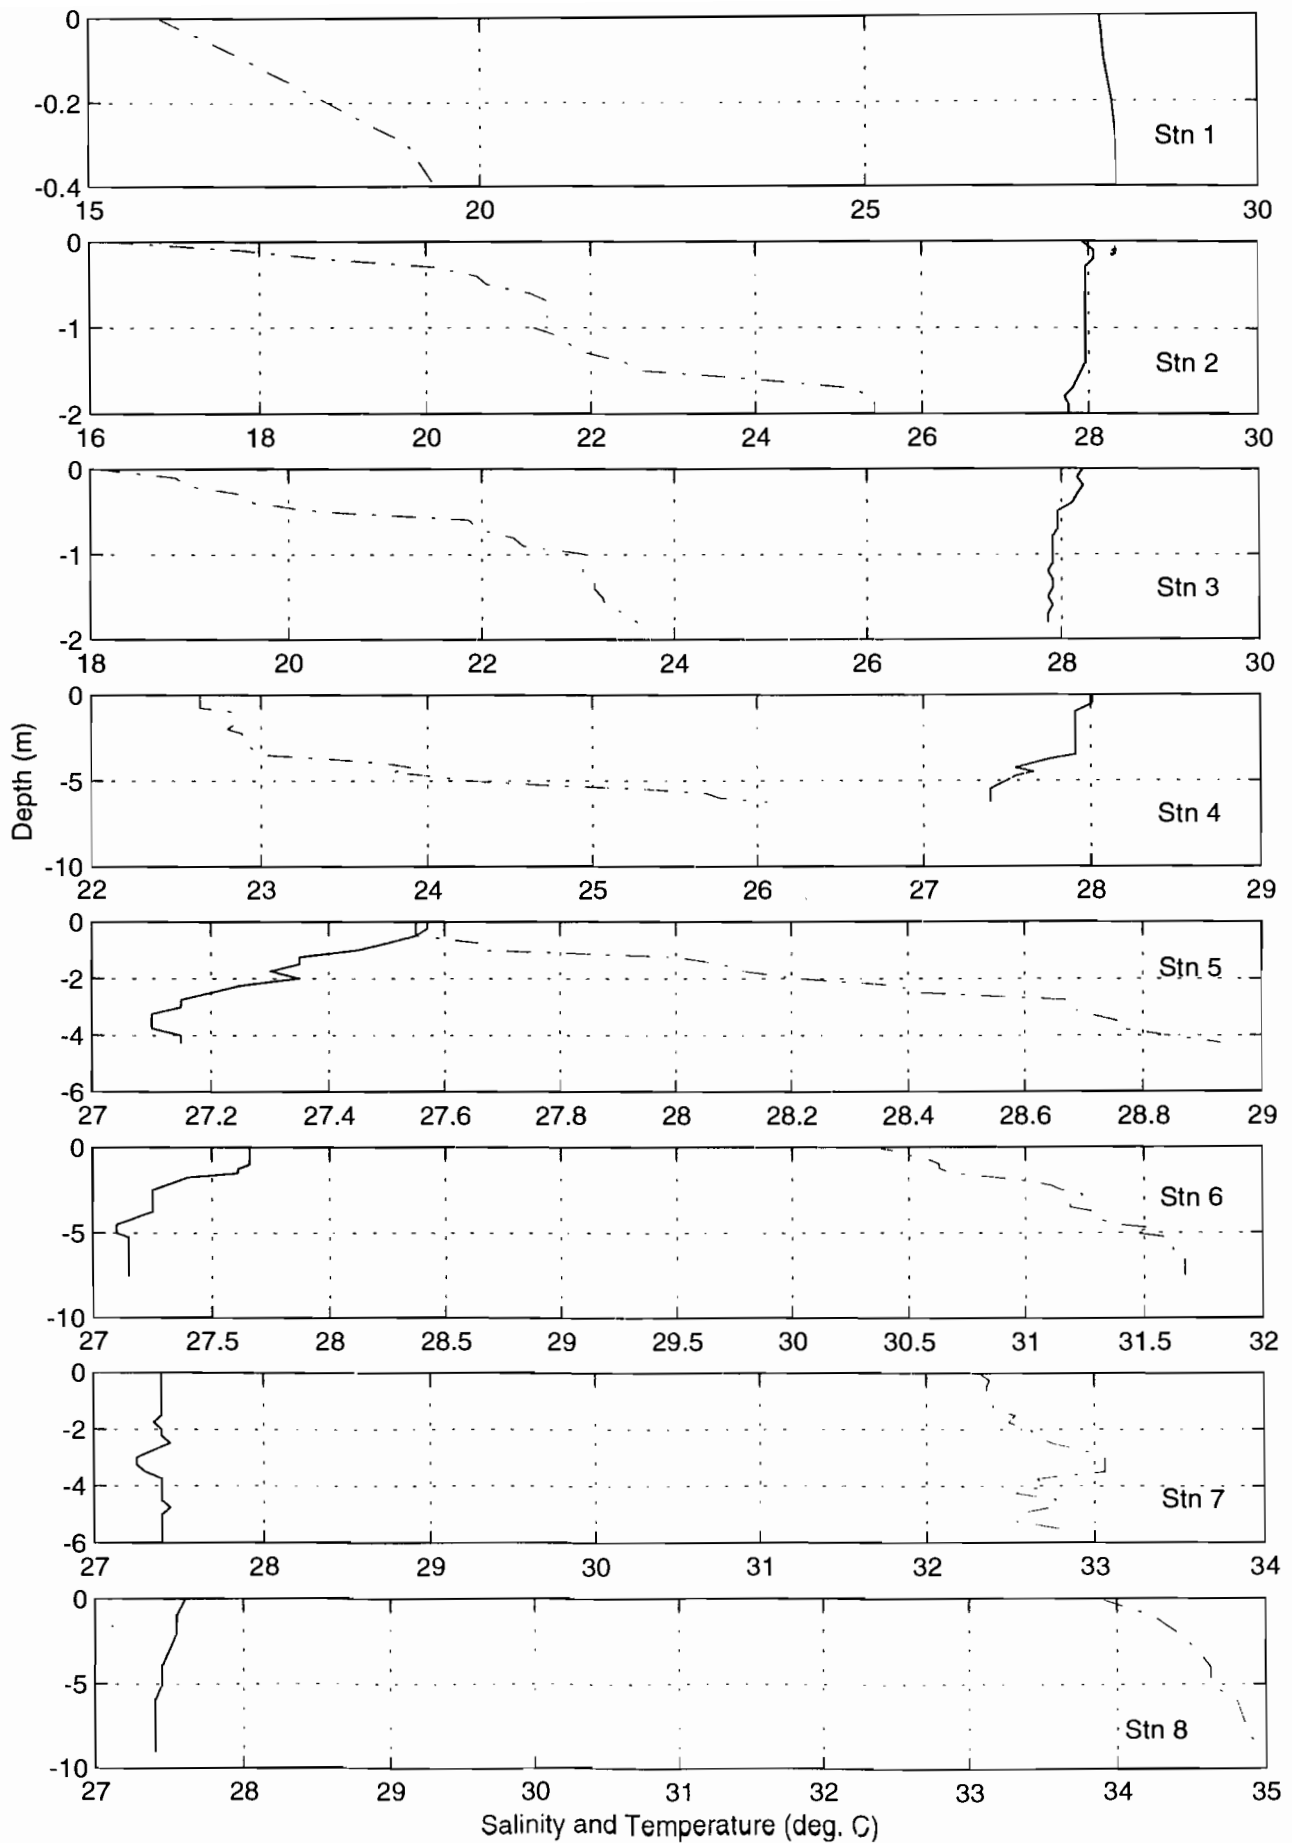 0
-0.2
-0.4
Stn 1
15 20 25 30
0
-1
-2
Stn 2
16 18 20 22 24 26 28 30
0
-1
-2
Stn 3
18 20 22 24 26 28 30
Depth (m)
0
-5
-10
Stn 4
22 23 24 25 26 27 28 29
0
-2
-4
-6
Stn 5
27 27.2 27.4 27.6 27.8 28 28.2 28.4 28.6 28.8 29
0
-5
-10
Stn 6
27 27.5 28 28.5 29 29.5 30 30.5 31 31.5 32
0
-2
-4
-6
Stn 7
27 28 29 30 31 32 33 34
0
-5
-10
Stn 8
27 28 29 30 31 32 33 34 35
Salinity and Temperature (deg. C)